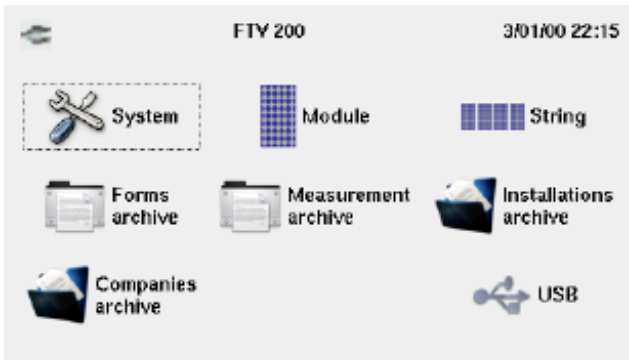 FTV 200 3/01/00 22:15
System Module String
Forms archive Measurement archive Installations archive
Companies archive USB